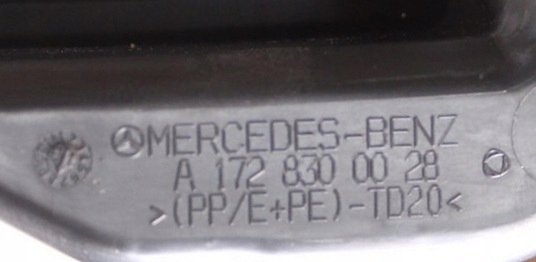 MERCEDES-BENZ
A 172 830 00 28
>(PP/E+PE)-TD20<